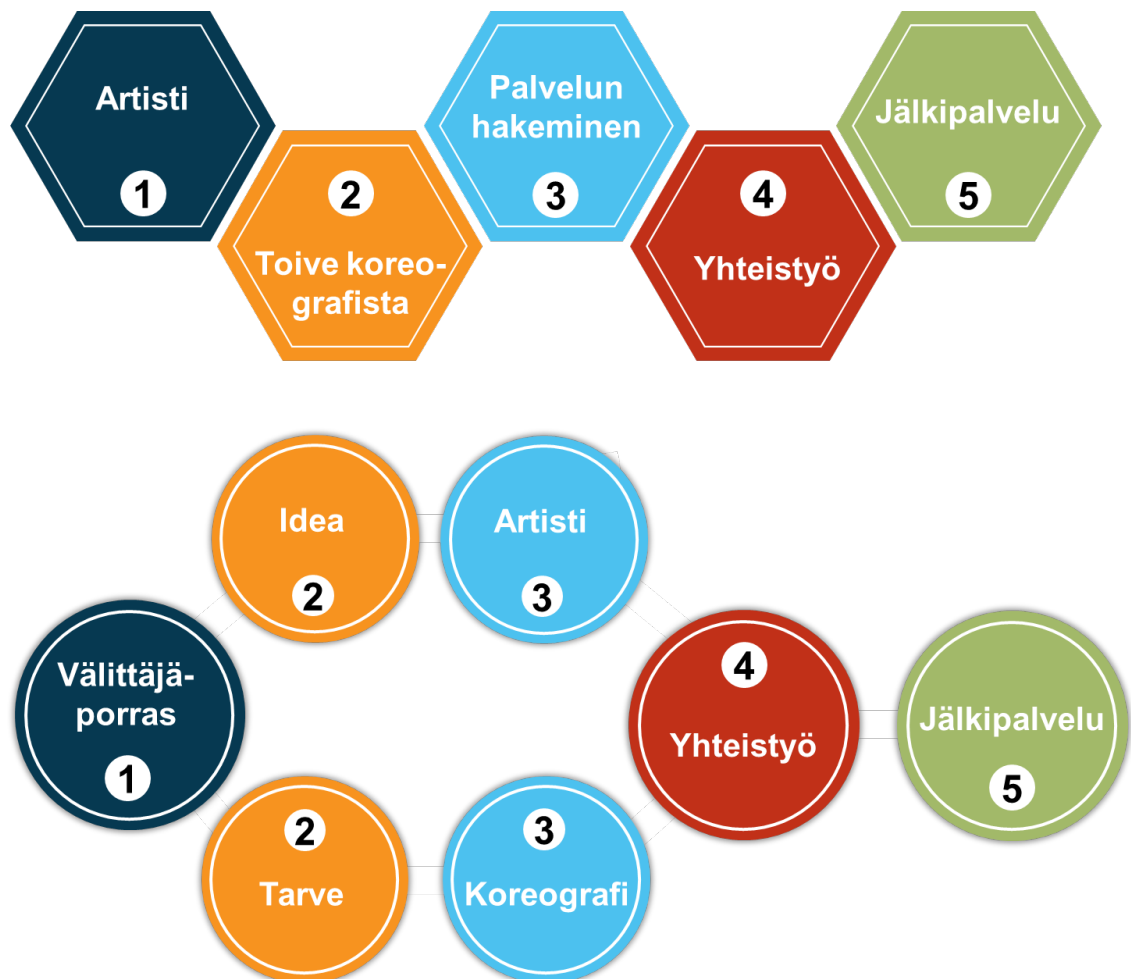 Artisti
1
2
Toive koreo-
grafista
Palvelun
hakeminen
3
4
Yhteistyö
Jälkipalvelu
5
Välittäjä-
porras
1
Idea
2
Artisti
3
2
Tarve
3
Koreografi
4
Yhteistyö
Jälkipalvelu
5